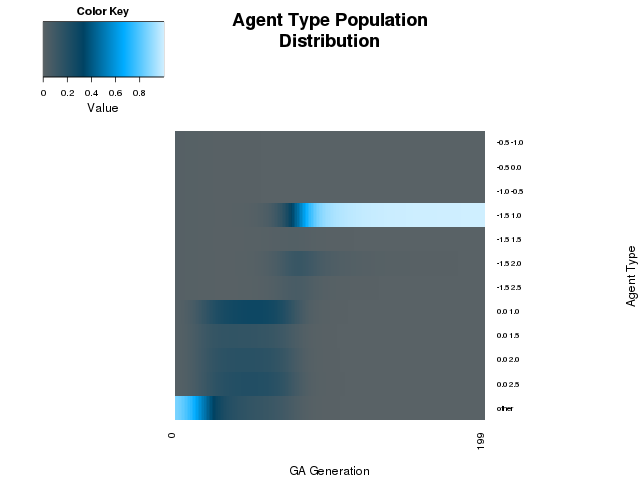 Color Key
0 0.2 0.4 0.6 0.8
Value
Agent Type Population
Distribution
-0.5 -1.0
-0.5 0.0
-1.0 -0.5
-1.5 1.0
-1.5 1.5
-1.5 2.0
-1.5 2.5
0.0 1.0
0.0 1.5
0.0 2.0
0.0 2.5
other
Agent Type
0
199
GA Generation